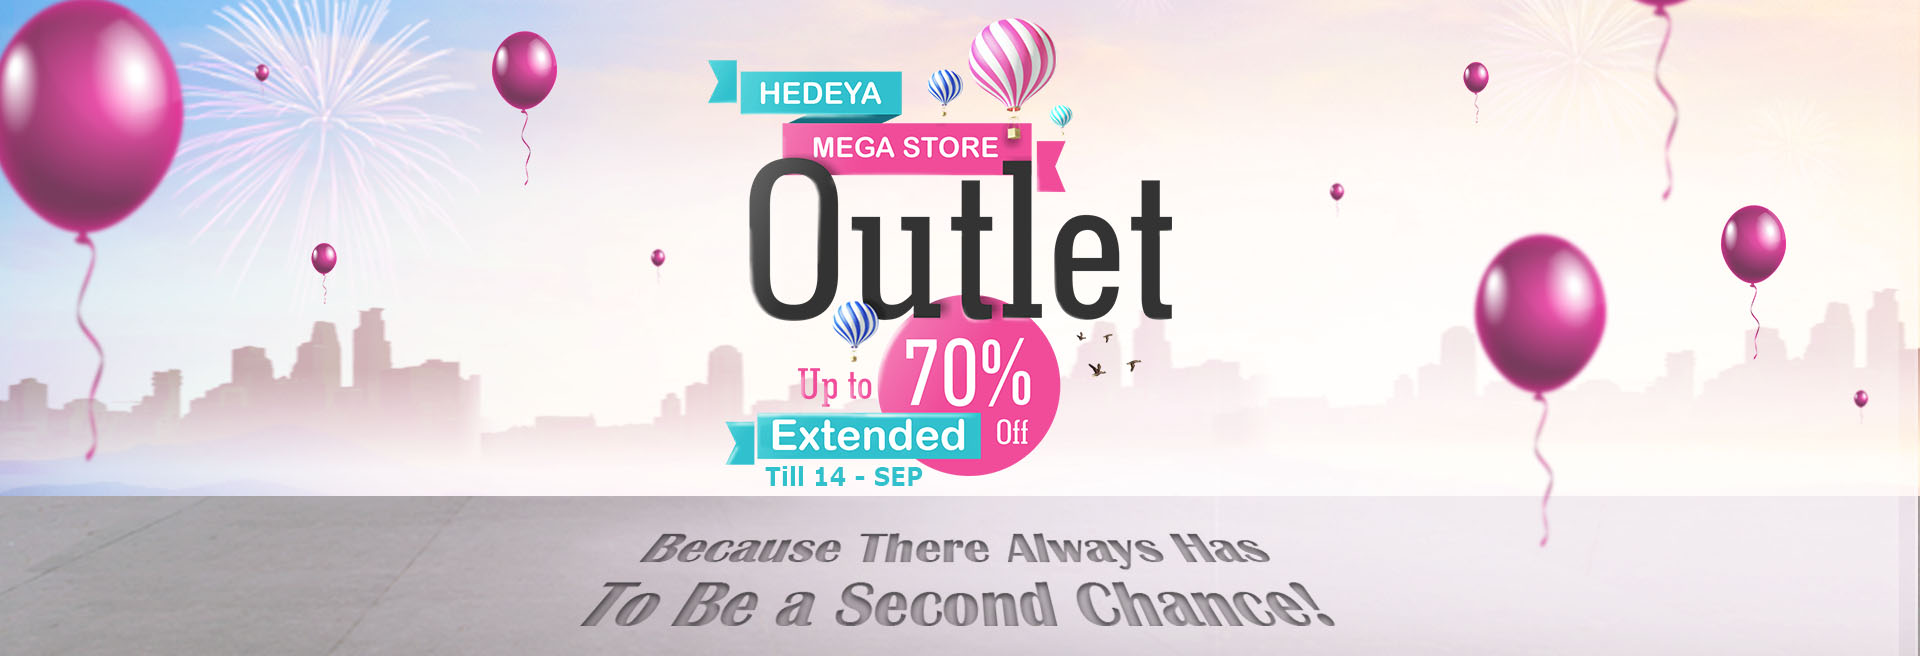 HEDEYA
MEGA STORE
Outlet
Up to 70%
Off
Extended
Till 14 - SEP
Because There Always Has
To Be a Second Chance!